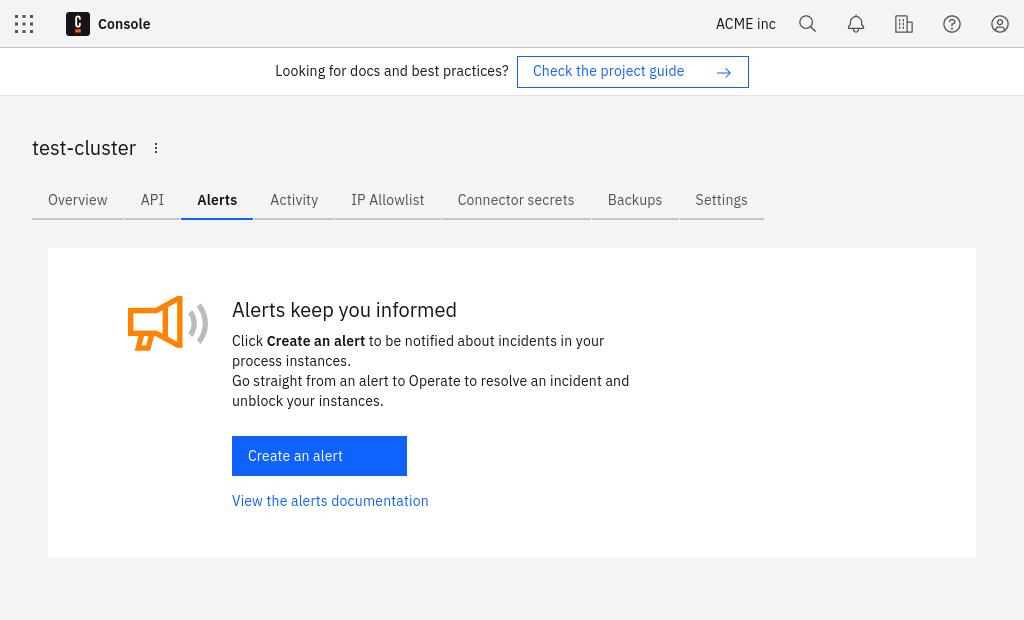 Console
ACME inc
Looking for docs and best practices? Check the project guide
test-cluster
Overview API Alerts Activity IP Allowlist Connector secrets Backups Settings
Alerts keep you informed
Click Create an alert to be notified about incidents in your
process instances.
Go straight from an alert to Operate to resolve an incident and
unblock your instances.
Create an alert
View the alerts documentation